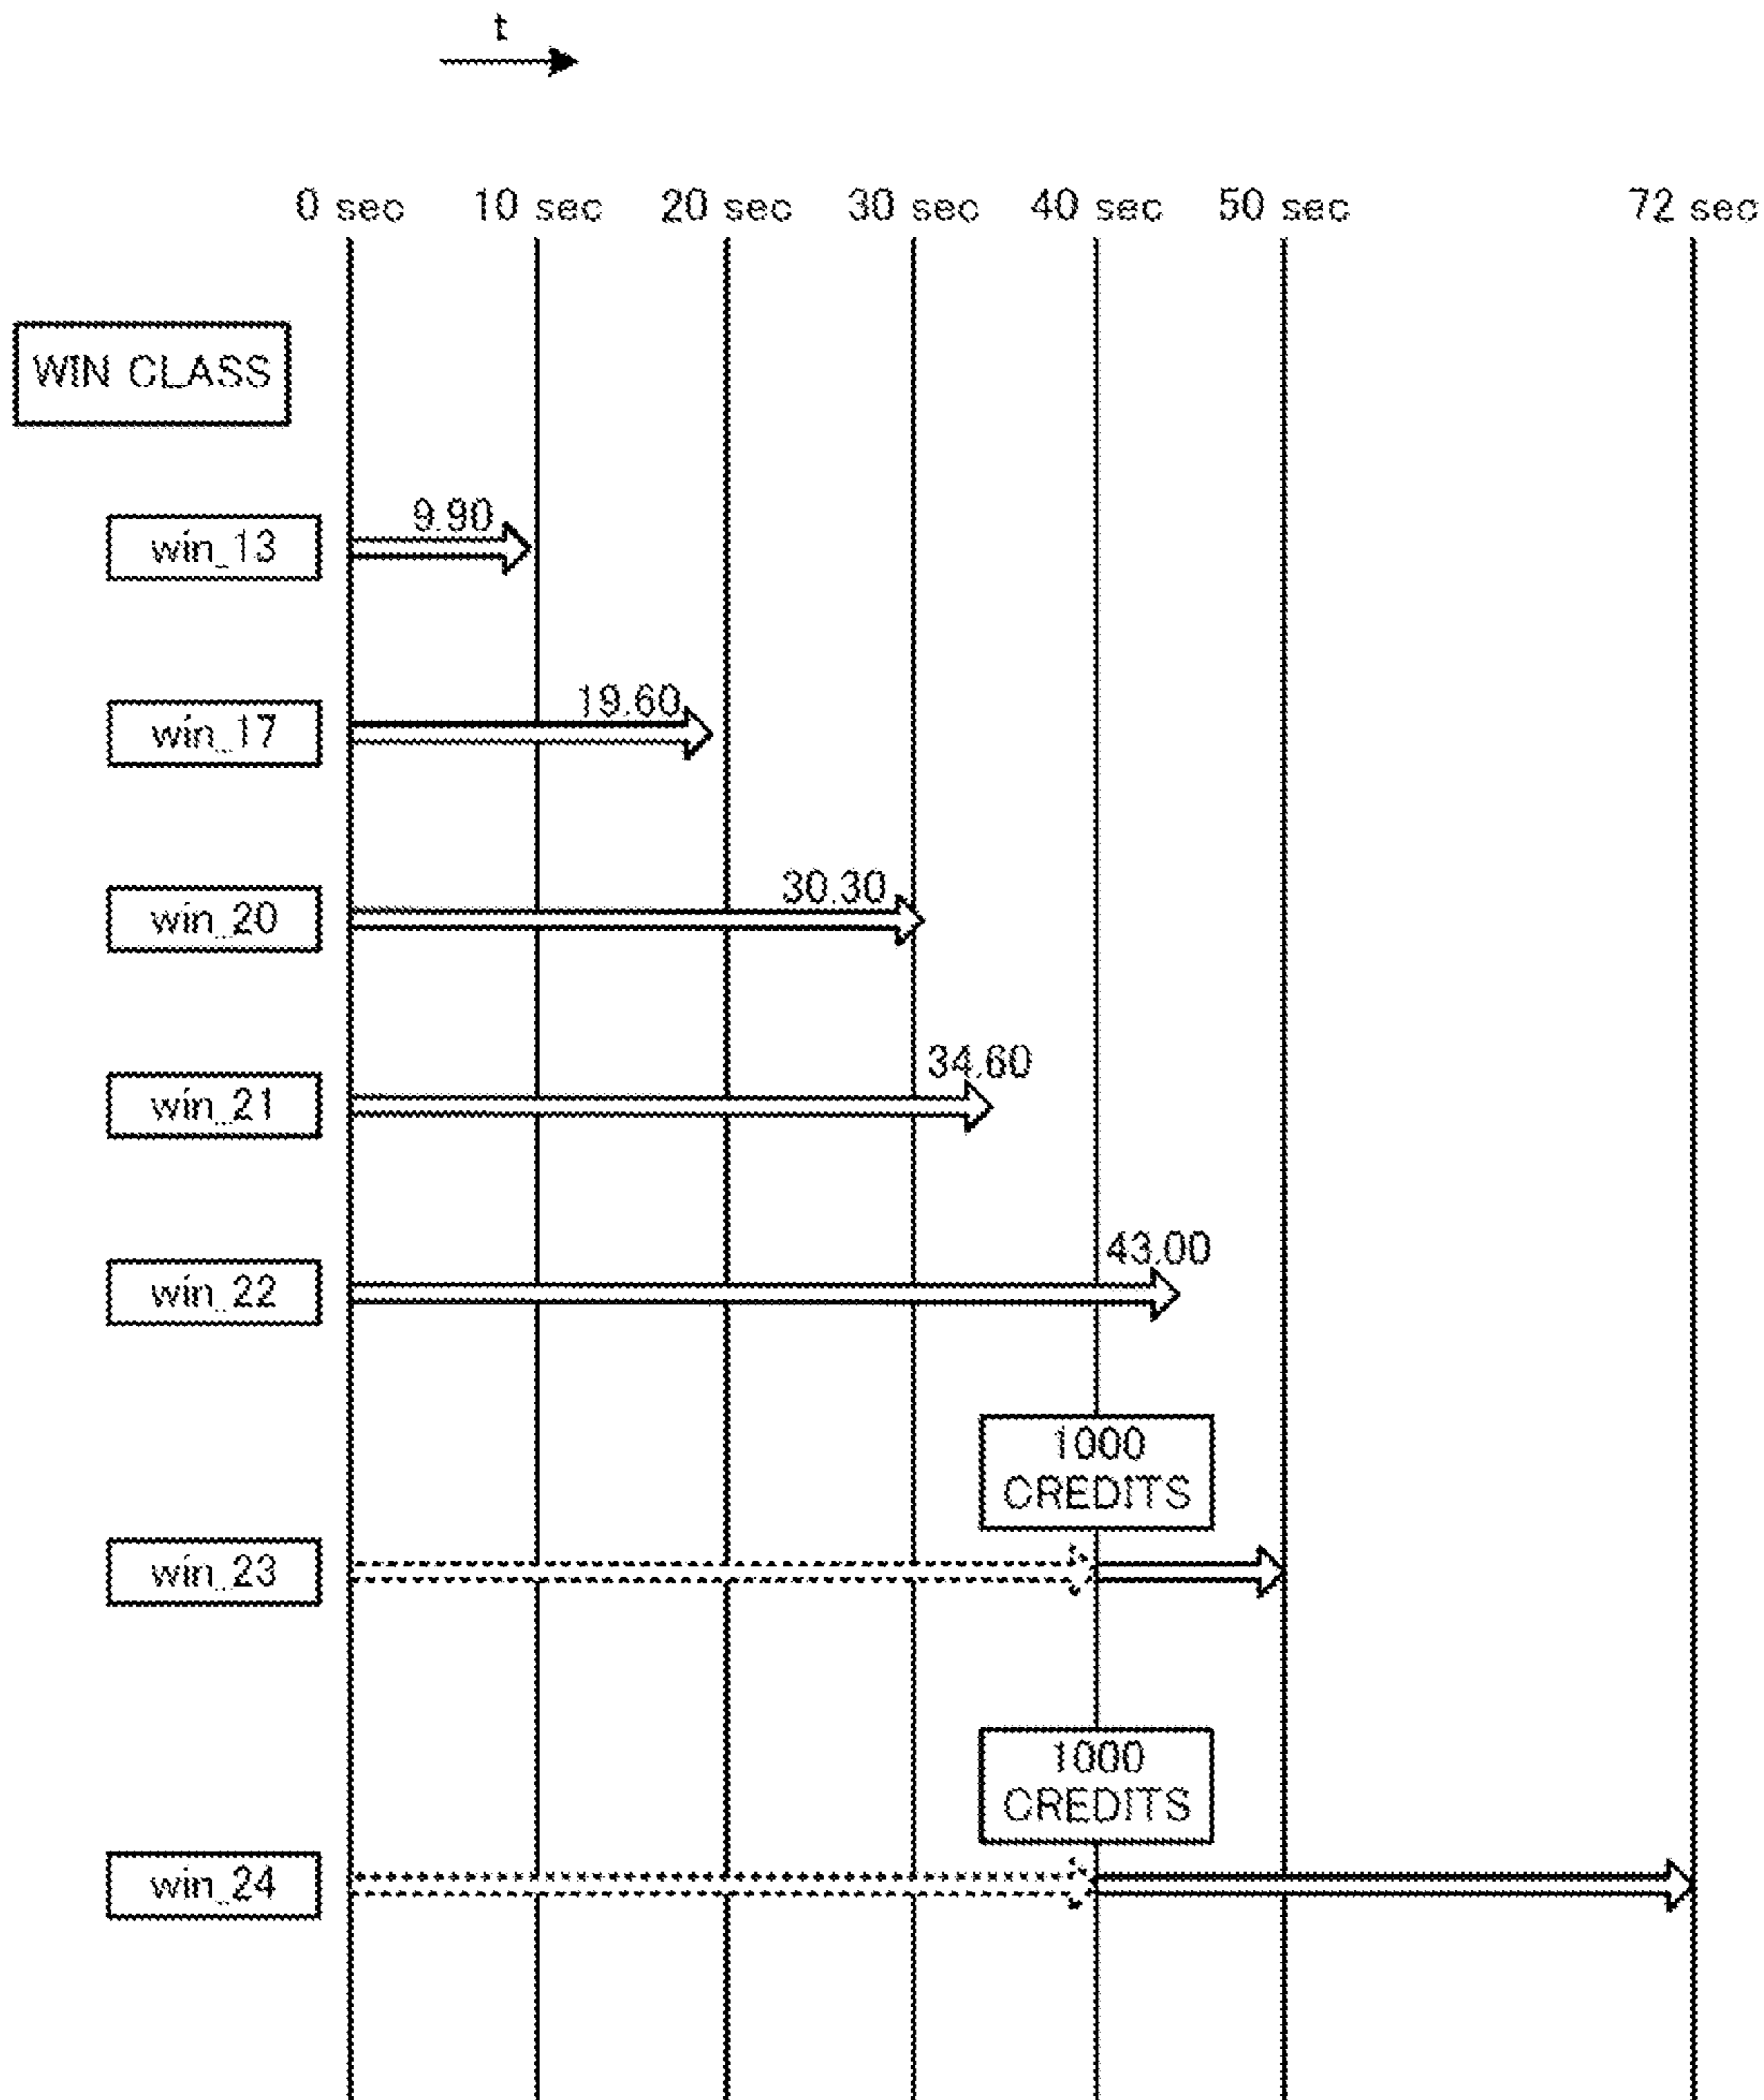 t
0 sec 10 sec 20 sec 30 sec 40 sec 50 sec 72 sec
WIN CLASS
9.90
win_13
19.60
win_17
30.30
win_20
34.60
win_21
43.00
win_22
1000
CREDITS
win_23
1000
CREDITS
win_24